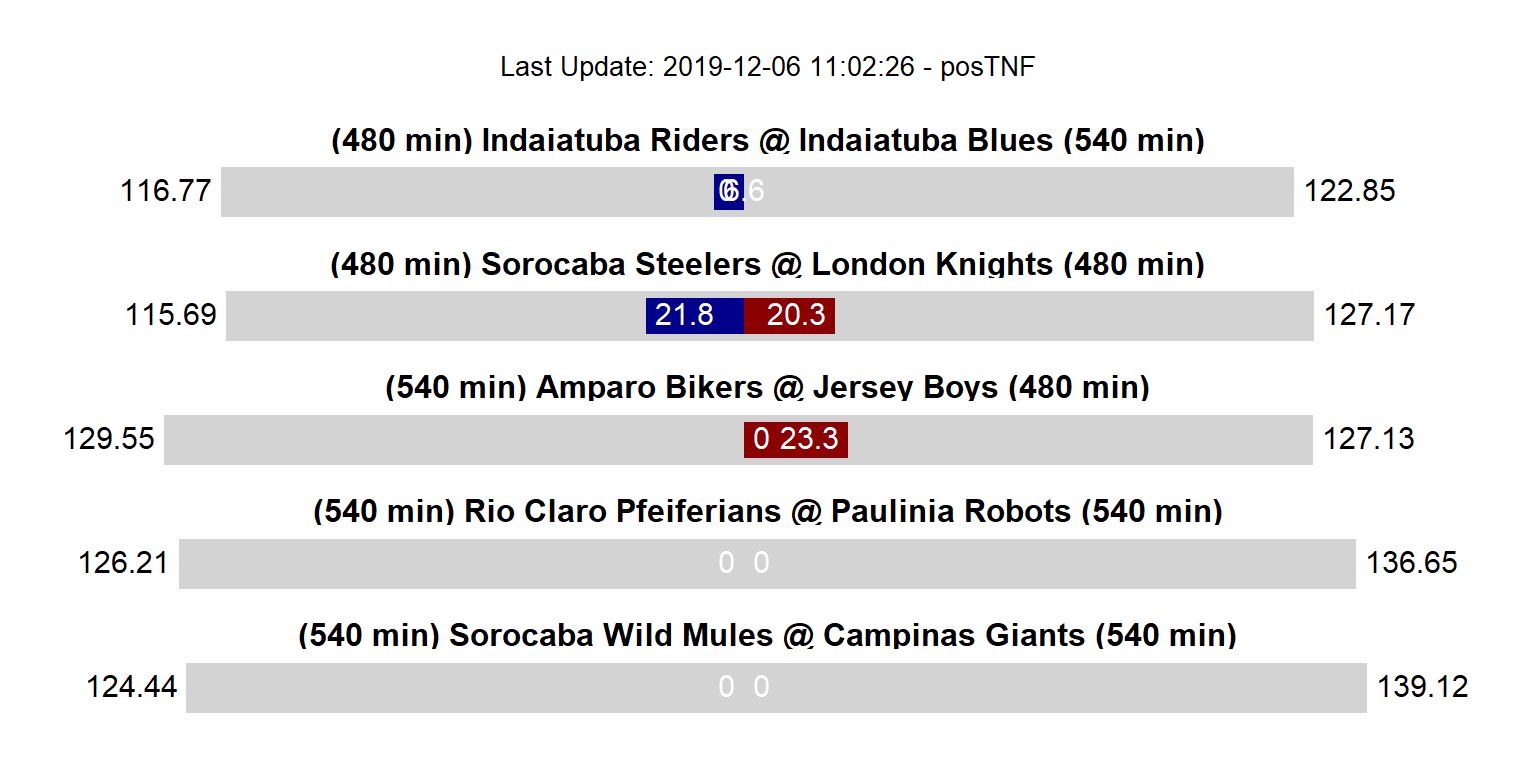 Last Update: 2019-12-06 11:02:26 - posTNF
(480 min) Indaiatuba Riders @ Indaiatuba Blues (540 min)
116.77 6.6 0 122.85
(480 min) Sorocaba Steelers @ London Knights (480 min)
115.69 21.8 20.3 127.17
(540 min) Amparo Bikers @ Jersey Boys (480 min)
129.55 0 23.3 127.13
(540 min) Rio Claro Pfeiferians @ Paulinia Robots (540 min)
126.21 0 0 136.65
(540 min) Sorocaba Wild Mules @ Campinas Giants (540 min)
124.44 0 0 139.12